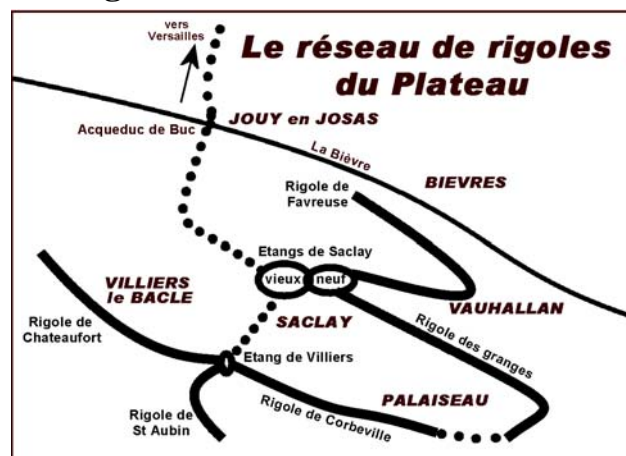 vers
Versailles
Le réseau de rigoles
du Plateau
Acqueduc de Buc
JOUY en JOSAS
La Bièvre
BIEVRES
Rigole de
Favreuse
Etangs de Saclay
vieux
neuf
VILLIERS
le BACLE
VAUHALLAN
SACLAY
Rigole de
Chateaufort
Rigole des granges
Etang de Villiers
PALAISEAU
Rigole de
St Aubin
Rigole de Corbeville